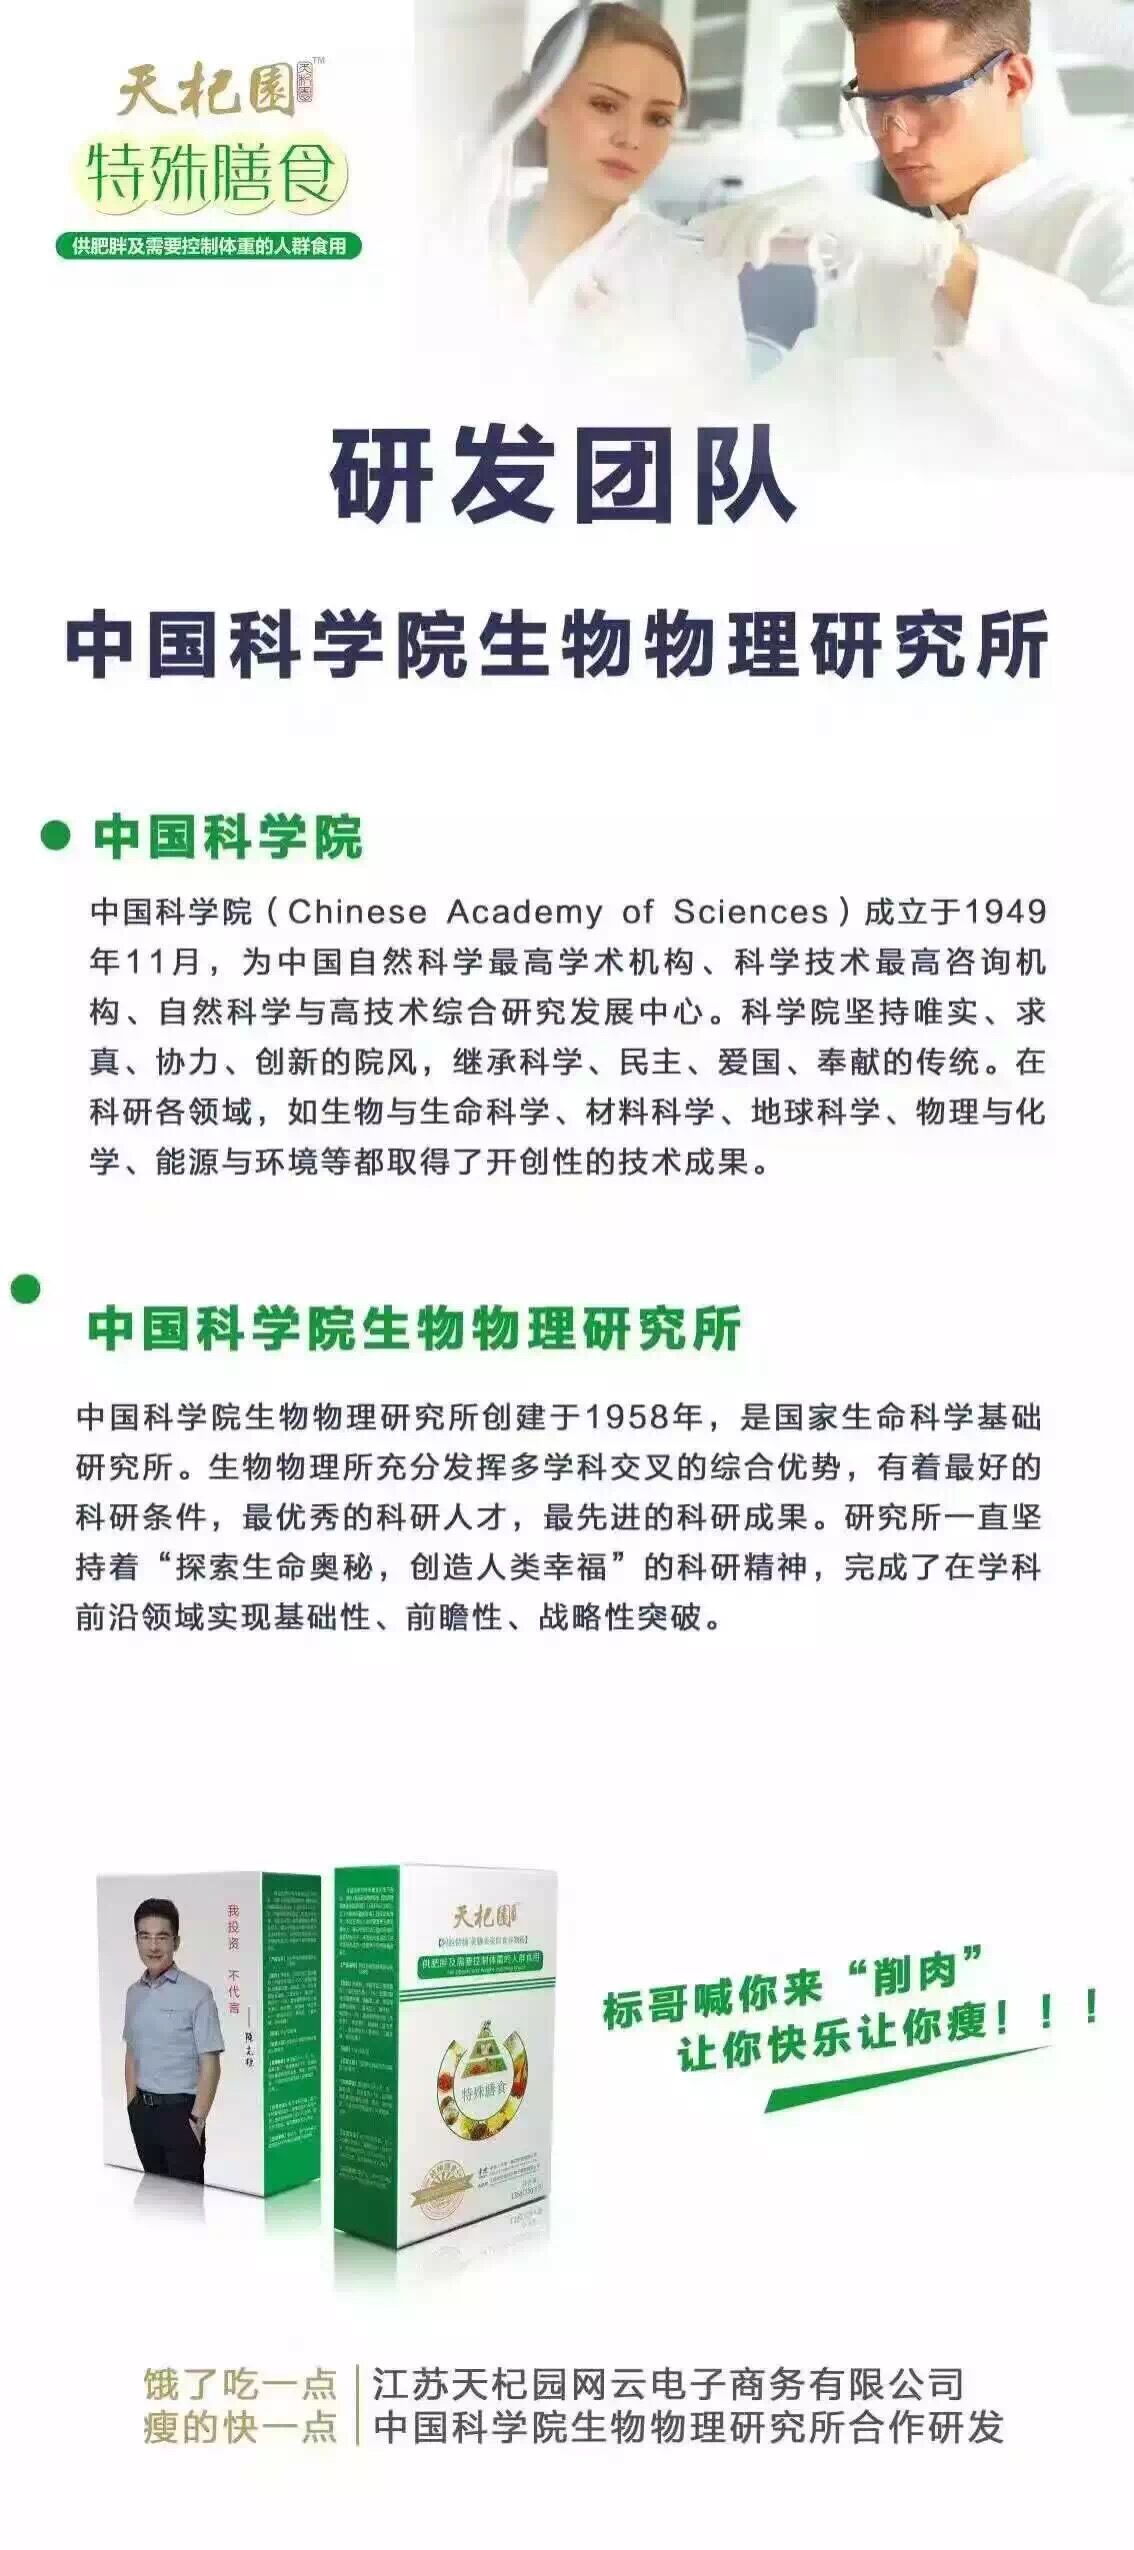 天杞園™
特殊膳食
供肥胖及需要控制体重的人群食用
研发团队
中国科学院生物物理研究所
中国科学院
中国科学院（Chinese Academy of Sciences）成立于1949
年11月，为中国自然科学最高学术机构、科学技术最高咨询机
构、自然科学与高技术综合研究发展中心。科学院坚持唯实、求
真、协力、创新的院风，继承科学、民主、爱国、奉献的传统。在
科研各领域，如生物与生命科学、材料科学、地球科学、物理与化
学、能源与环境等都取得了开创性的技术成果。
中国科学院生物物理研究所
中国科学院生物物理研究所创建于1958年，是国家生命科学基础
研究所。生物物理所充分发挥多学科交叉的综合优势，有着最好的
科研条件，最优秀的科研人才，最先进的科研成果。研究所一直坚
持着“探索生命奥秘，创造人类幸福”的科研精神，完成了在学科
前沿领域实现基础性、前瞻性、战略性突破。
我投资 不代言
天杞園
供肥胖及需要控制体重的人群食用
特殊膳食
标哥喊你来“削肉”
让你快乐让你瘦！！！
饿了吃一点
瘦的快一点
江苏天杞园网云电子商务有限公司
中国科学院生物物理研究所合作研发